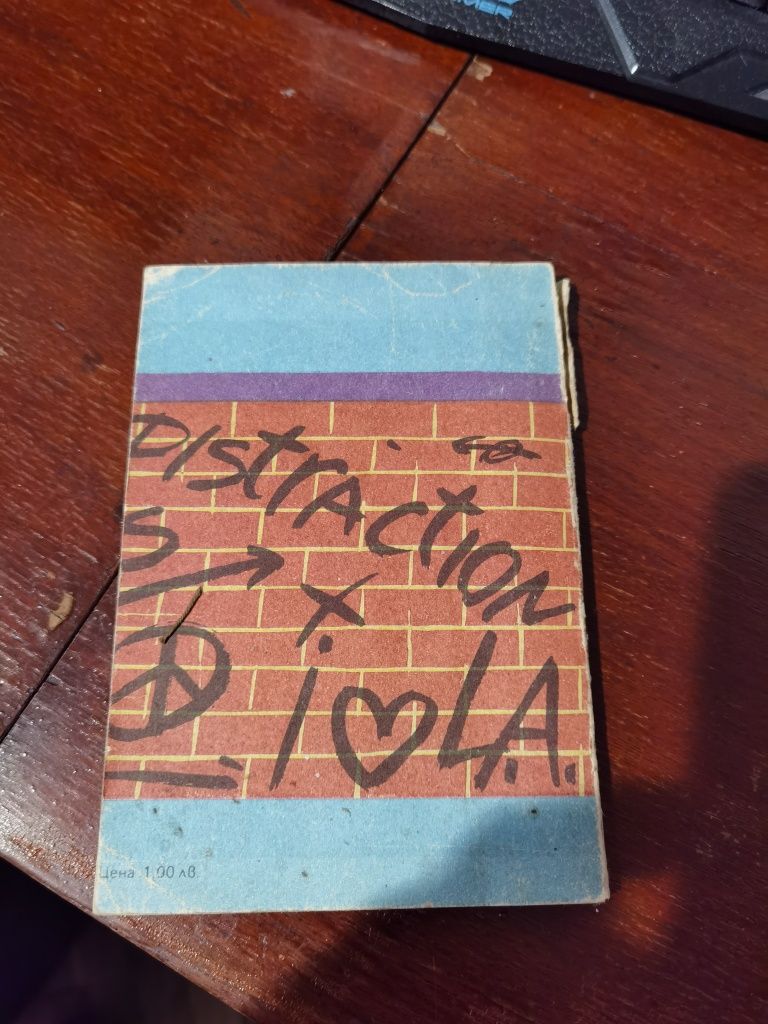 DIStrACtION
S
I ♥ L.A.
Цена 1,00 лв.